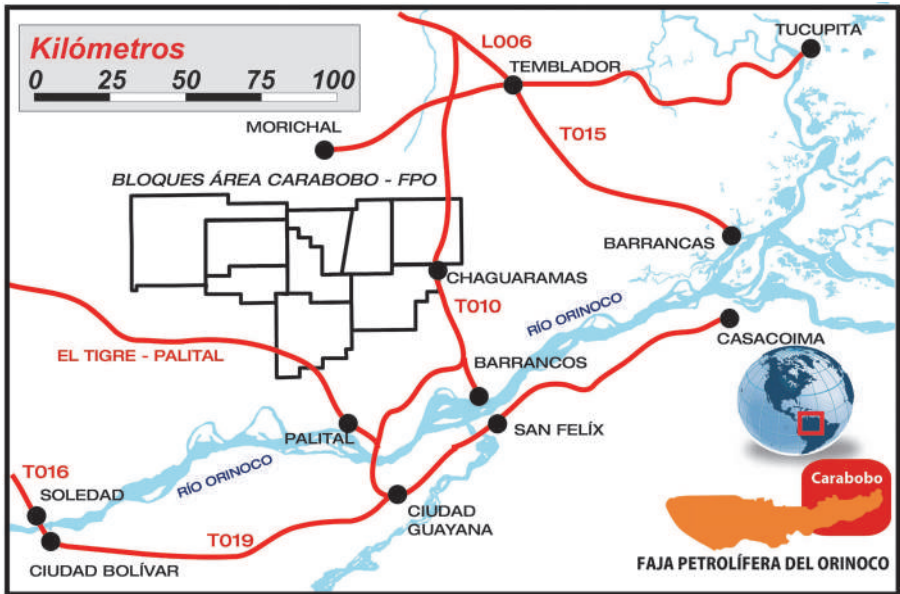 Kilómetros
0 25 50 75 100
L006
TUCUPITA
TEMBLADOR
MORICHAL
T015
BLOQUES ÁREA CARABOBO - FPO
BARRANCAS
CHAGUARAMAS
T010
RÍO ORINOCO
EL TIGRE - PALITAL
CASACOIMA
BARRANCOS
PALITAL
SAN FELÍX
T016
RÍO ORINOCO
SOLEDAD
Carabobo
CIUDAD
GUAYANA
T019
CIUDAD BOLÍVAR
FAJA PETROLÍFERA DEL ORINOCO